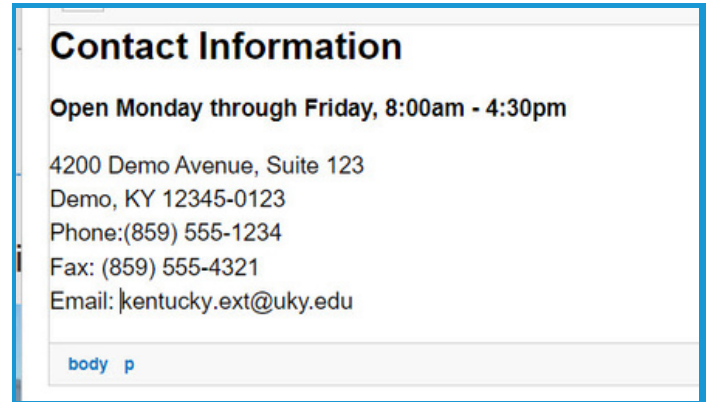 Contact Information
Open Monday through Friday, 8:00am - 4:30pm
4200 Demo Avenue, Suite 123
Demo, KY 12345-0123
Phone:(859) 555-1234
Fax: (859) 555-4321
Email: kentucky.ext@uky.edu
body p